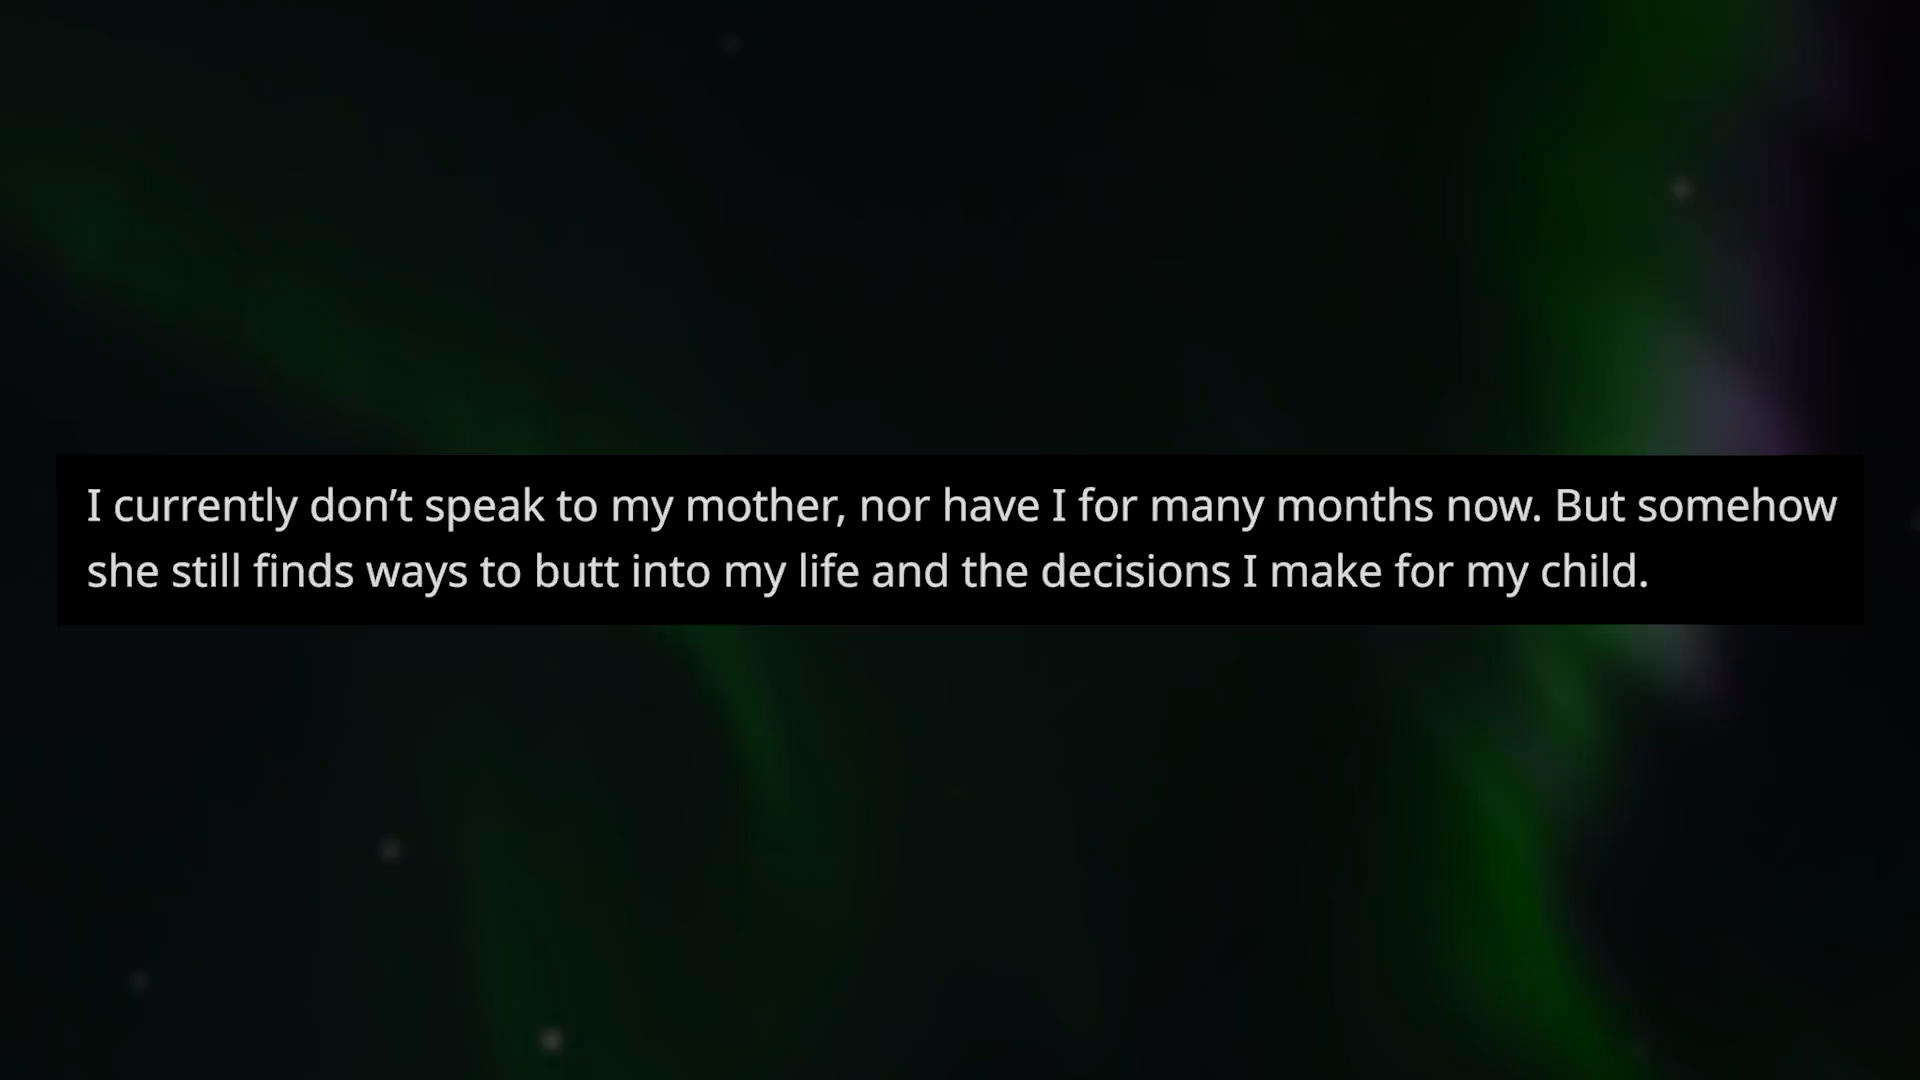 I currently don’t speak to my mother, nor have I for many months now. But somehow
she still finds ways to butt into my life and the decisions I make for my child.